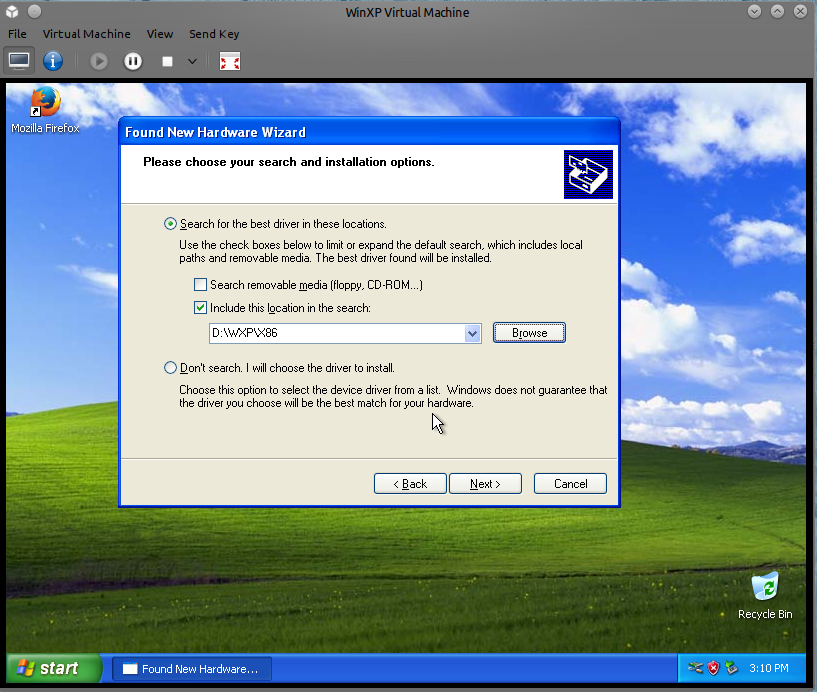 WinXP Virtual Machine
File Virtual Machine View Send Key
Mozilla Firefox
Found New Hardware Wizard
Please choose your search and installation options.
Search for the best driver in these locations.
Use the check boxes below to limit or expand the default search, which includes local
paths and removable media. The best driver found will be installed.
Search removable media (floppy, CD-ROM...)
Include this location in the search:
D:\WXP\X86
Browse
Don't search. I will choose the driver to install.
Choose this option to select the device driver from a list. Windows does not guarantee that
the driver you choose will be the best match for your hardware.
< Back Next > Cancel
Recycle Bin
start Found New Hardware... 3:10 PM